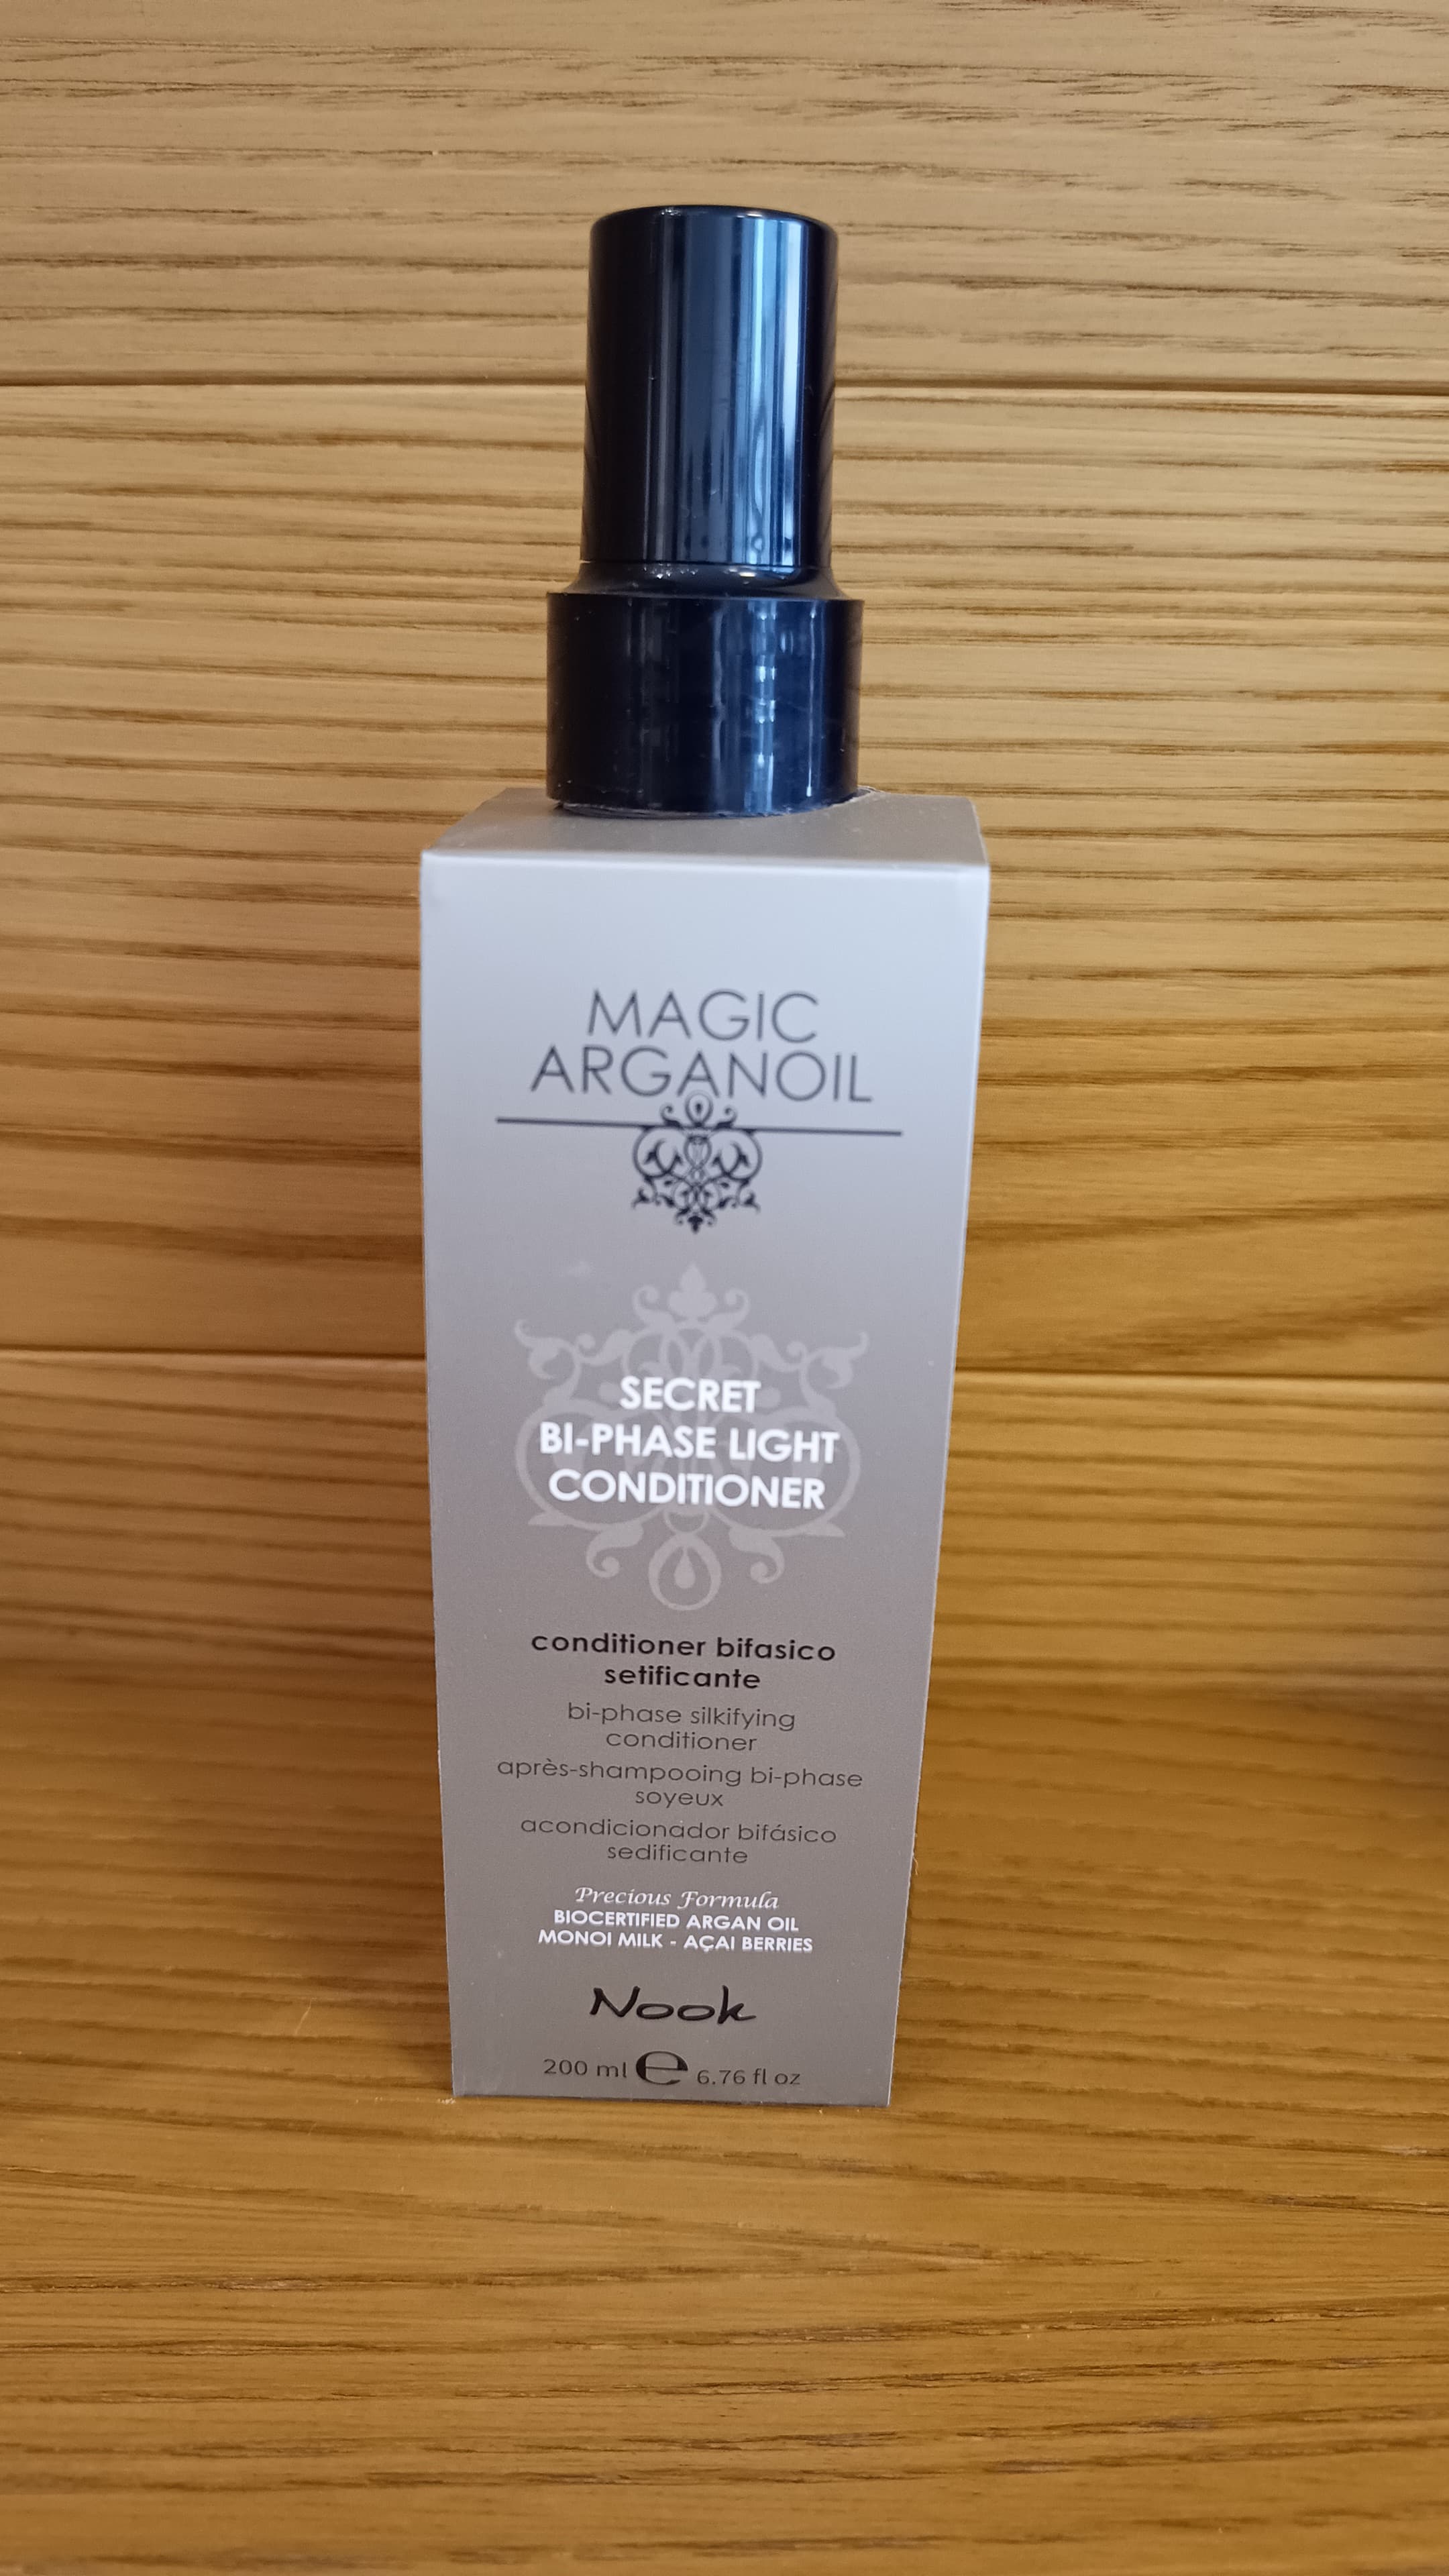 MAGIC
ARGANOIL
SECRET
BI-PHASE LIGHT
CONDITIONER
conditioner bifasico
setificante
bi-phase silkifying
conditioner
après-shampooing bi-phase
soyeux
acondicionador bifásico
sedificante
Precious Formula
BIOCERTIFIED ARGAN OIL
MONOI MILK - AÇAI BERRIES
Nook
200 ml e 6.76 fl oz